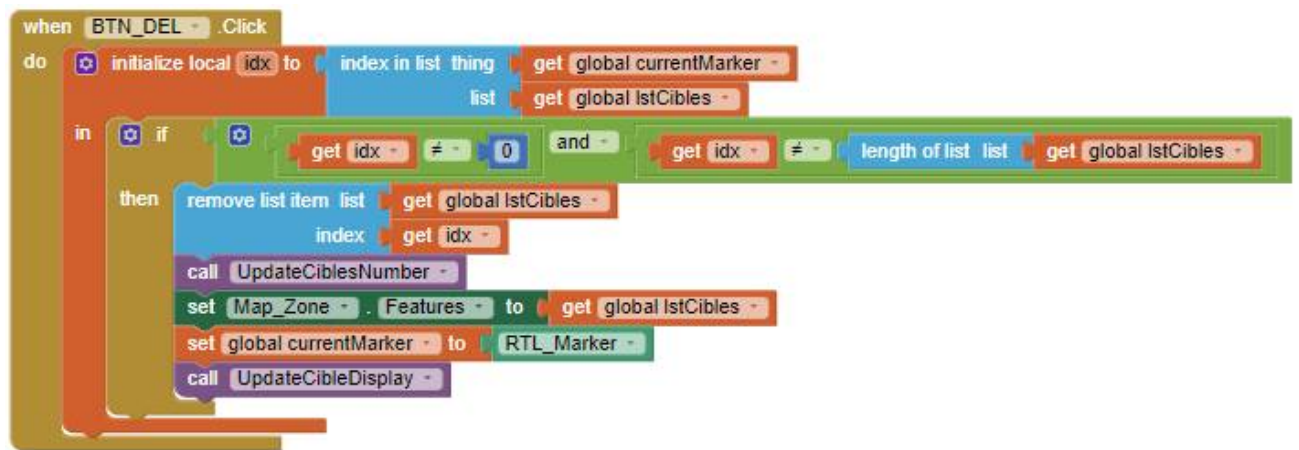 when BTN_DEL .Click
do initialize local idx to index in list thing get global currentMarker
list get global lstCibles
in if get idx ≠ 0 and get idx ≠ length of list list get global lstCibles
then remove list item list get global lstCibles
index get idx
call UpdateCiblesNumber
set Map_Zone . Features to get global lstCibles
set global currentMarker to RTL_Marker
call UpdateCibleDisplay